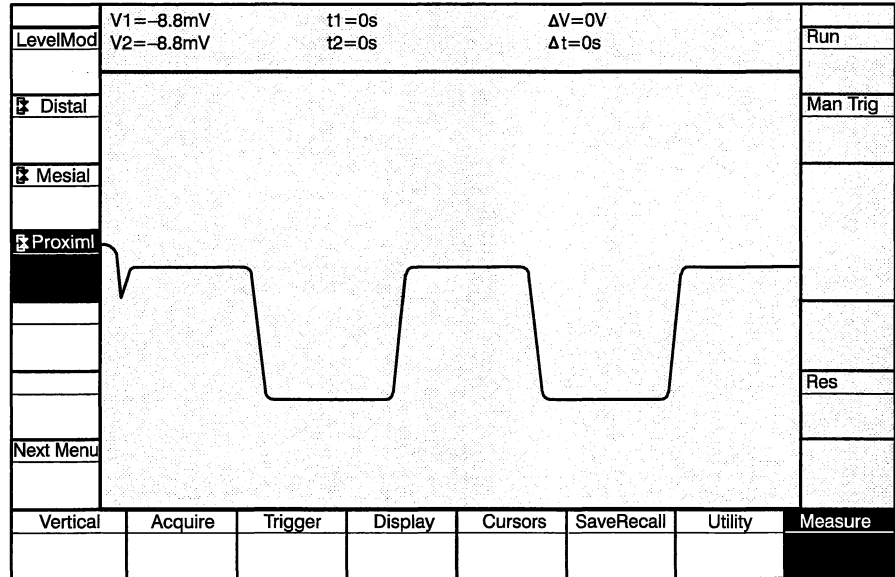 V1=–8.8mV t1=0s ΔV=0V
V2=–8.8mV t2=0s Δt=0s
LevelMod
Distal
Mesial
Proximl
Next Menu
Run
Man Trig
Res
Vertical Acquire Trigger Display Cursors SaveRecall Utility Measure